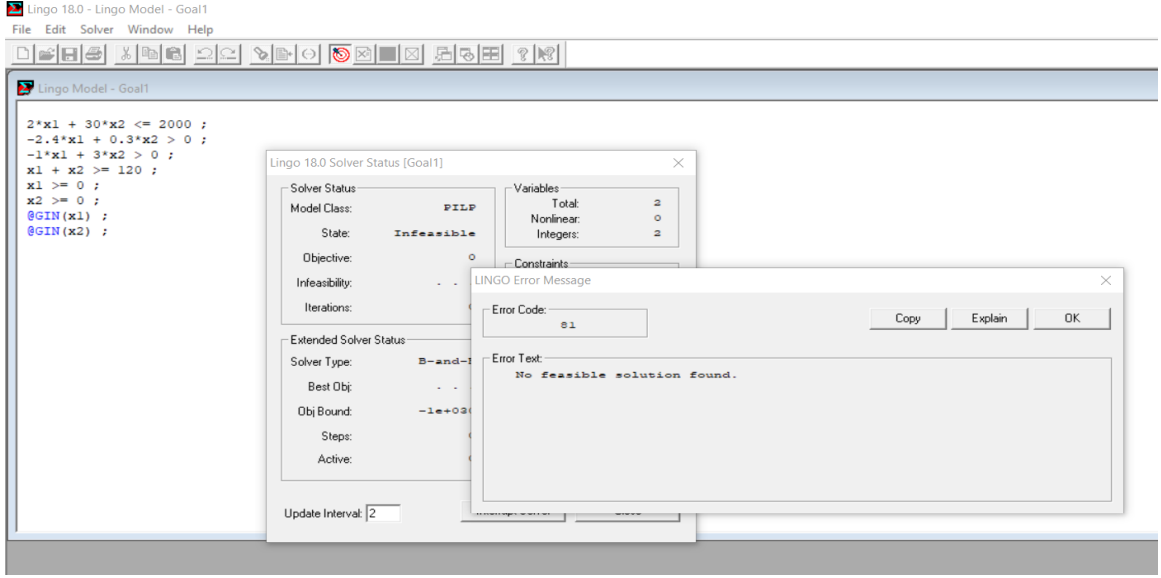 Lingo 18.0 - Lingo Model - Goal1
File Edit Solver Window Help
Lingo Model - Goal1
2*x1 + 30*x2 <= 2000 ;
-2.4*x1 + 0.3*x2 > 0 ;
-1*x1 + 3*x2 > 0 ;
x1 + x2 >= 120 ;
x1 >= 0 ;
x2 >= 0 ;
@GIN(x1) ;
@GIN(x2) ;
Lingo 18.0 Solver Status [Goal1]
Solver Status
Model Class: PILP
State: Infeasible
Objective: 0
Infeasibility: . . 
Iterations:
Extended Solver Status
Solver Type: B-and-
Best Obj: . .
Obj Bound: -1e+030
Steps:
Active:
Update Interval: 2
Variables
Total: 2
Nonlinear: 0
Integers: 2
Constraints
LINGO Error Message
Error Code:
81
Copy Explain OK
Error Text:
No feasible solution found.